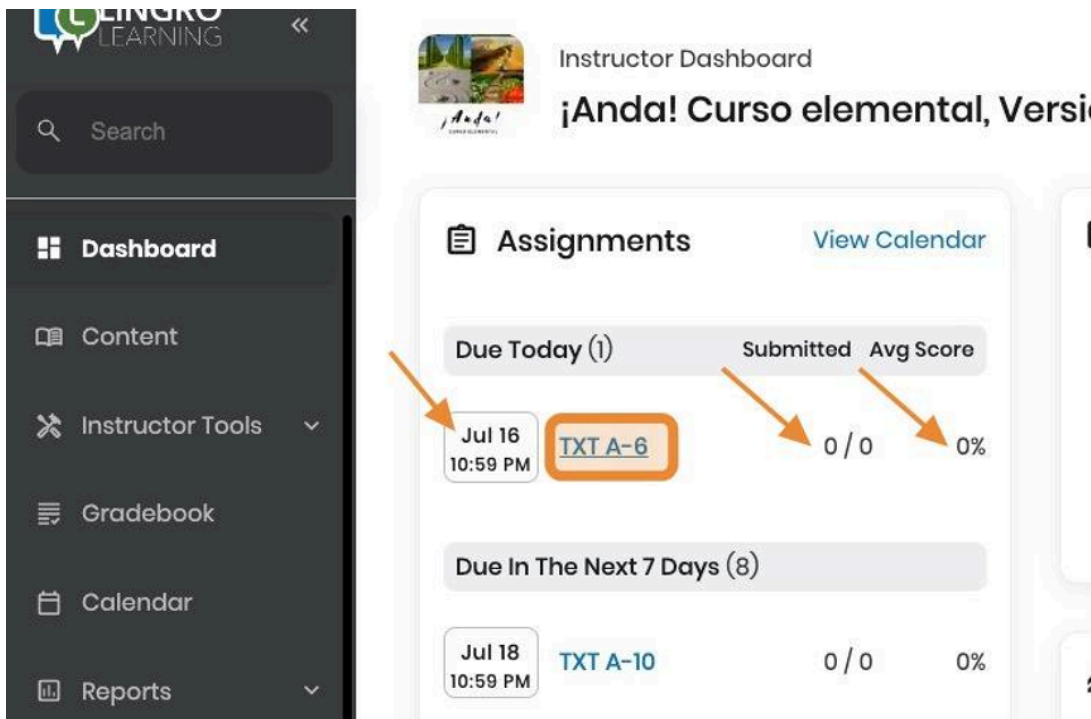 LINGRO
LEARNING
Search
Dashboard
Content
Instructor Tools
Gradebook
Calendar
Reports
¡Anda!
Instructor Dashboard
¡Anda! Curso elemental,
Assignments
View Calendar
Due Today (1) Submitted Avg Score
Jul 16
10:59 PM
TXT A-6 0 / 0 0%
Due In The Next 7 Days (8)
Jul 18
10:59 PM
TXT A-10 0 / 0 0%